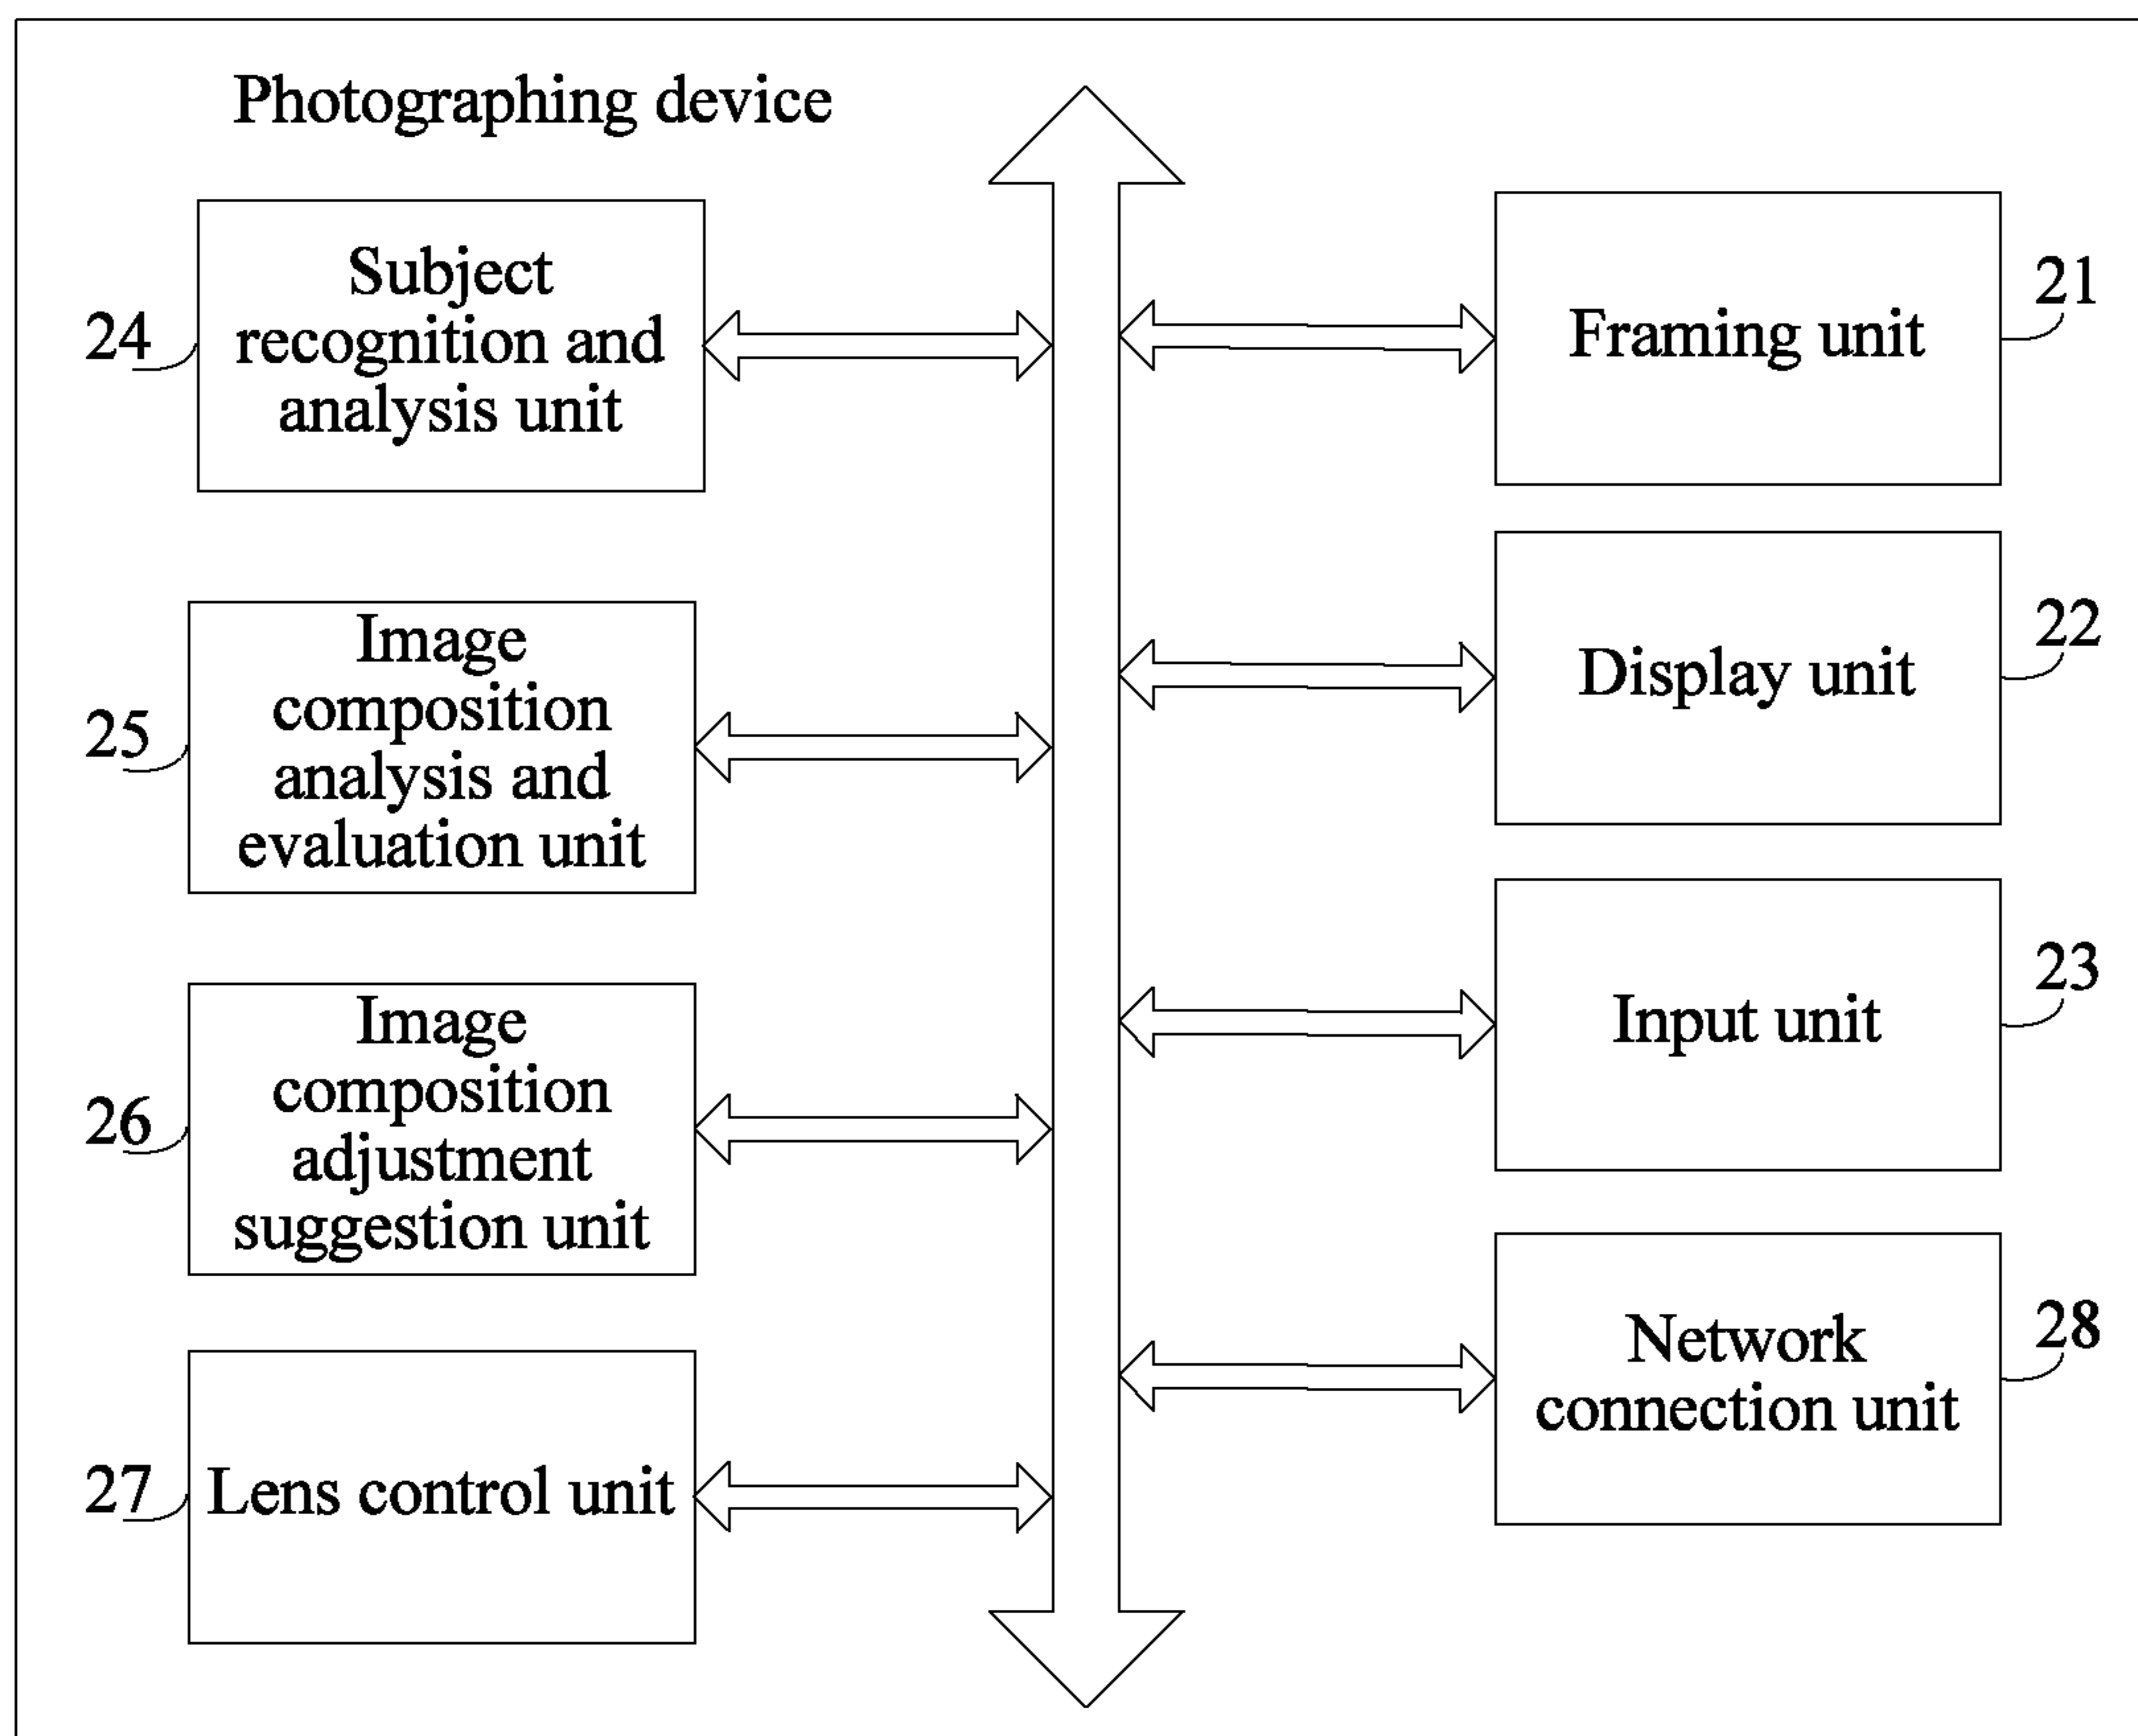 Photographing device
24
Subject
recognition and
analysis unit
25
Image
composition
analysis and
evaluation unit
26
Image
composition
adjustment
suggestion unit
27
Lens control unit
Framing unit
21
Display unit
22
Input unit
23
Network
connection unit
28